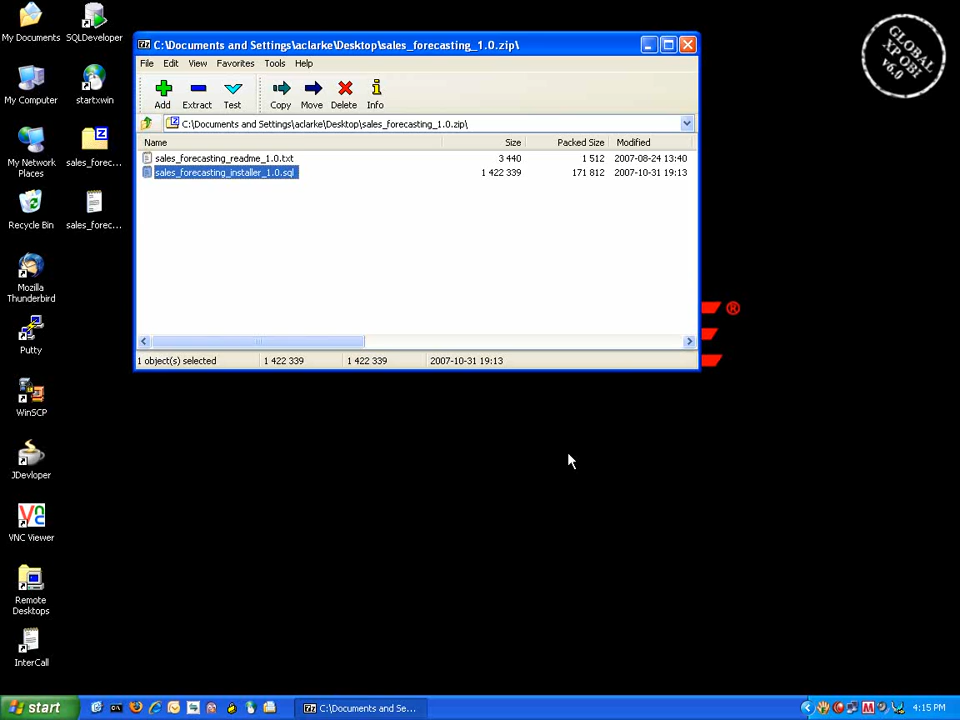 My Documents
SQLDeveloper
My Computer
startxwin
My Network
Places
sales_forec...
Recycle Bin
sales_forec...
Mozilla
Thunderbird
Putty
WinSCP
JDevloper
VNC Viewer
Remote
Desktops
InterCall
C:\Documents and Settings\aclarke\Desktop\sales_forecasting_1.0.zip\
File Edit View Favorites Tools Help
Add Extract Test Copy Move Delete Info
C:\Documents and Settings\aclarke\Desktop\sales_forecasting_1.0.zip\
Name Size Packed Size Modified
sales_forecasting_readme_1.0.txt 3 440 1 512 2007-08-24 13:40
sales_forecasting_installer_1.0.sql 1 422 339 171 812 2007-10-31 19:13
1 object(s) selected 1 422 339 1 422 339 2007-10-31 19:13
GLOBAL
XP OBI
v6.0
®
start
C:\Documents and Se...
4:15 PM